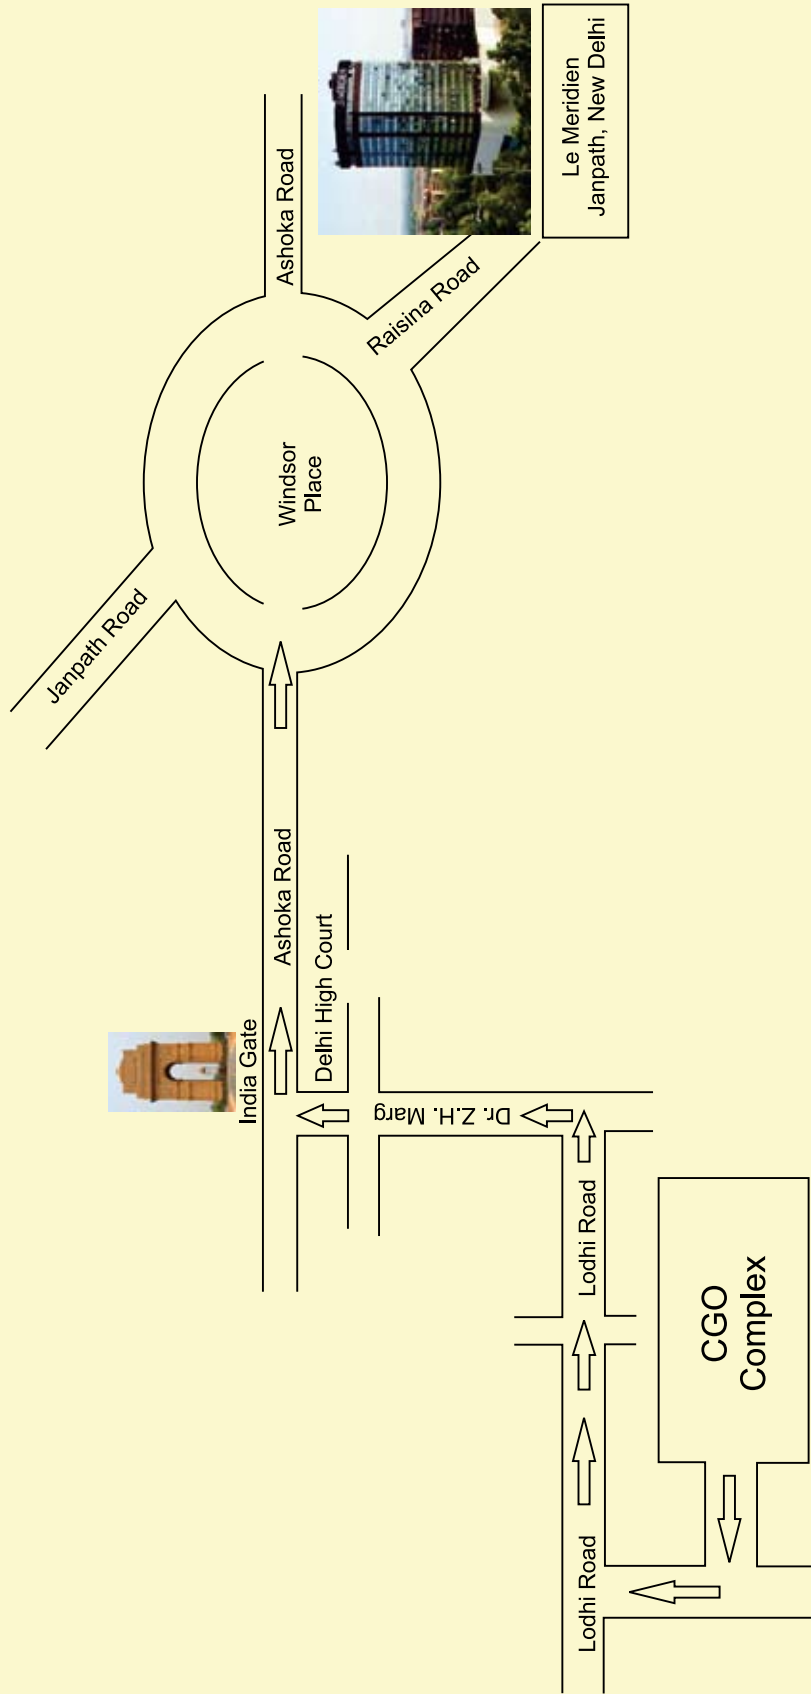 Le Meridien
Janpath, New Delhi
Ashoka Road
Raisina Road
Windsor
Place
Janpath Road
Ashoka Road
Delhi High Court
India Gate
Dr. Z.H. Marg
Lodhi Road
CGO
Complex
Lodhi Road